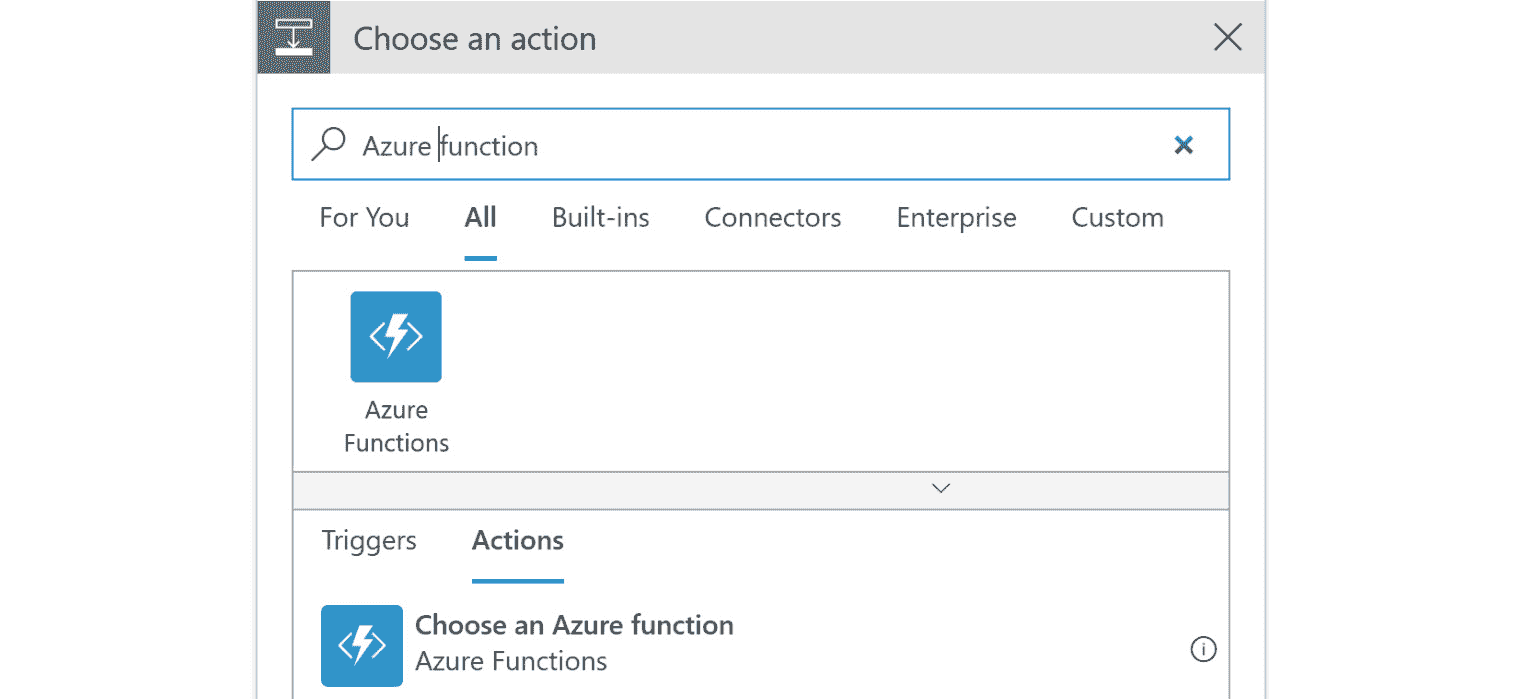 Choose an action
Azure function
For You All Built-ins Connectors Enterprise Custom
Azure
Functions
Triggers Actions
Choose an Azure function
Azure Functions